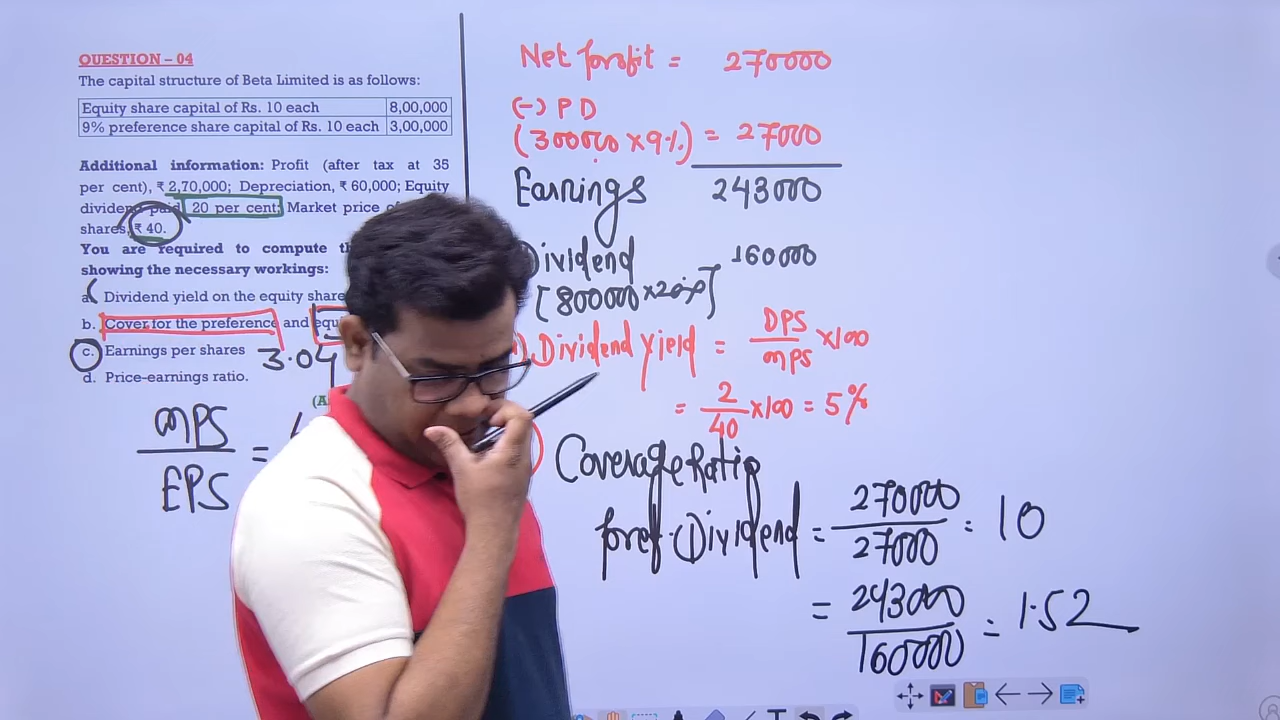 QUESTION – 04
The capital structure of Beta Limited is as follows:
Equity share capital of Rs. 10 each 8,00,000
9% preference share capital of Rs. 10 each 3,00,000
Additional information: Profit (after tax at 35
per cent), ₹ 2,70,000; Depreciation, ₹ 60,000; Equity
dividend paid 20 per cent; Market price of
shares, ₹ 40.
You are required to compute
showing the necessary workings:
a. Dividend yield on the equity share
b. Cover for the preference and
c. Earnings per shares
3.04
d. Price-earnings ratio.
MPS
EPS
=
Net Profit = 270000
(-) PD
(300000 x 9%) = 27000
Earnings 243000
Dividend 160000
[800000 x 20%]
Dividend Yield = DPS
MPS x100
= 2
40 x100 = 5%
Coverage Ratio
Pref. Dividend = 270000
27000 = 10
= 243000
160000 = 1.52